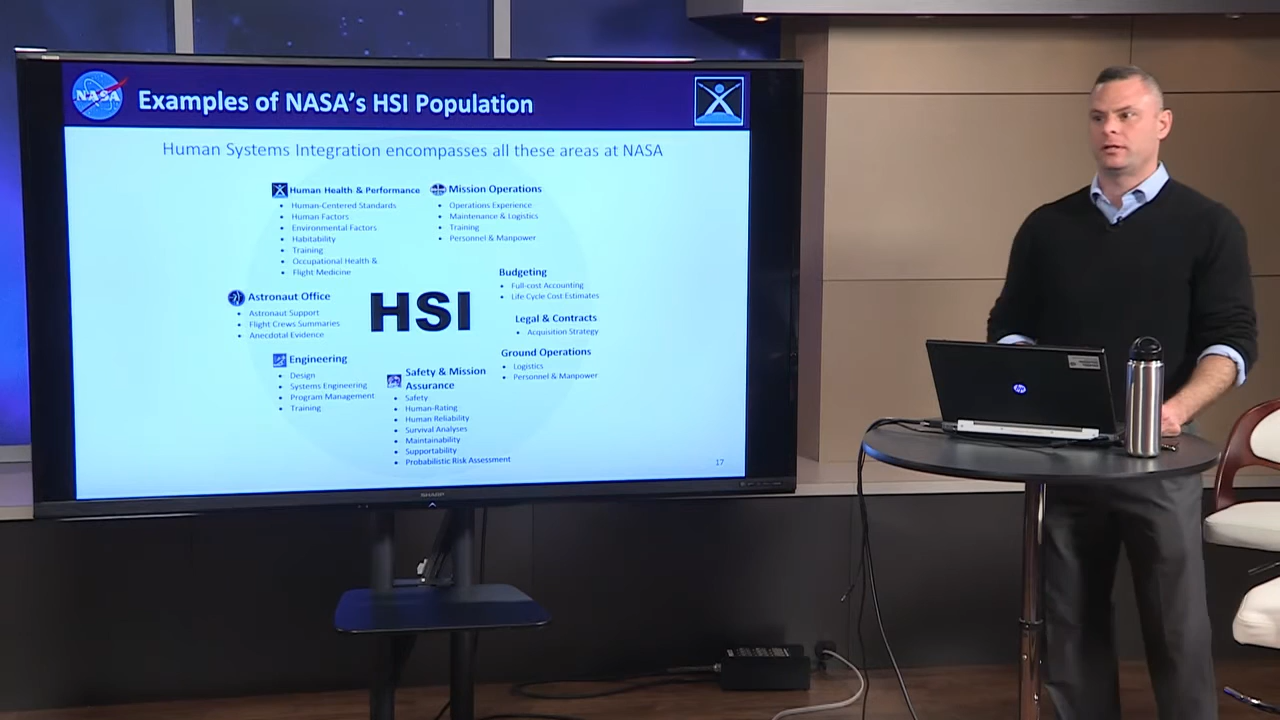 NASA
Examples of NASA's HSI Population
Human Systems Integration encompasses all these areas at NASA
Human Health & Performance
• Human-Centered Standards
• Human Factors
• Environmental Factors
• Habitability
• Training
• Occupational Health &
• Flight Medicine
Mission Operations
• Operations Experience
• Maintenance & Logistics
• Training
• Personnel & Manpower
Budgeting
• Full-cost Accounting
• Life Cycle Cost Estimates
Astronaut Office
• Astronaut Support
• Flight Crews Summaries
• Anecdotal Evidence
HSI
Legal & Contracts
• Acquisition Strategy
Ground Operations
• Logistics
• Personnel & Manpower
Engineering
• Design
• Systems Engineering
• Program Management
• Training
Safety & Mission
Assurance
• Safety
• Human-Rating
• Human Reliability
• Survival Analyses
• Maintainability
• Supportability
• Probabilistic Risk Assessment
17
SHARP
hp